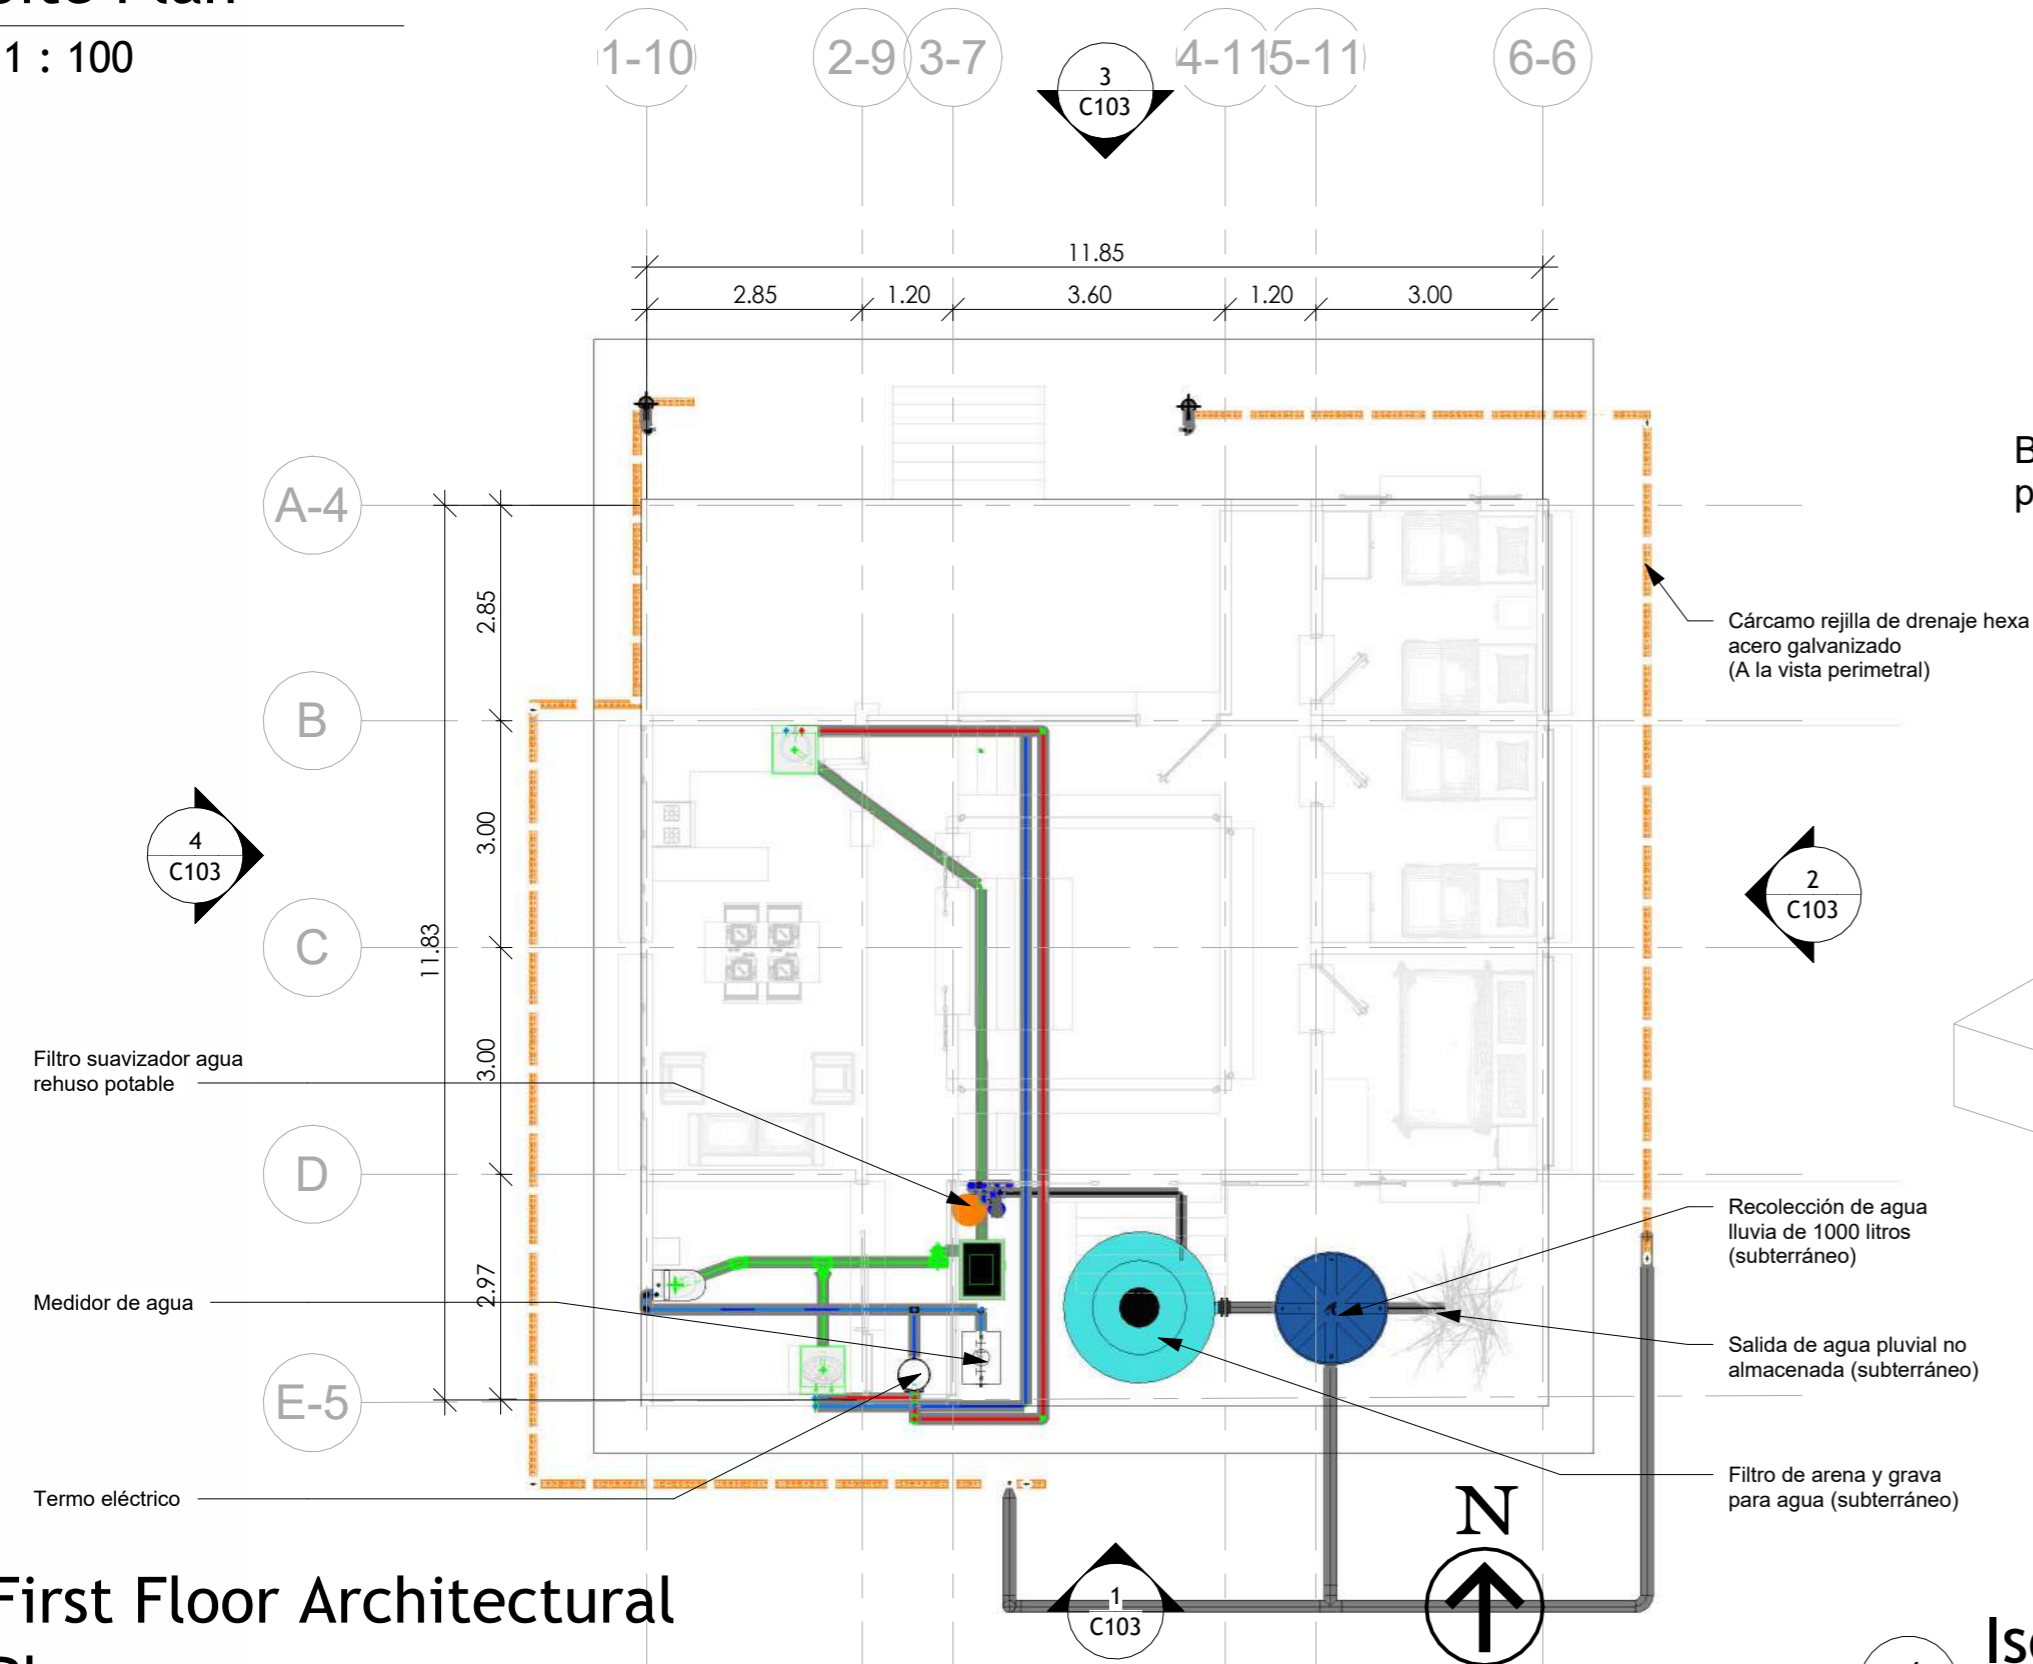 1 : 100
1-10
2-9
3-7
4-11
5-11
6-6
3
C103
11.85
2.85
1.20
3.60
1.20
3.00
A-4
B
C
D
E-5
2.85
3.00
3.00
2.97
11.83
4
C103
2
C103
Cárcamo rejilla de drenaje hexa
acero galvanizado
(A la vista perimetral)
Filtro suavizador agua
rehuso potable
Medidor de agua
Termo eléctrico
Recolección de agua
lluvia de 1000 litros
(subterráneo)
Salida de agua pluvial no
almacenada (subterráneo)
Filtro de arena y grava
para agua (subterráneo)
N
1
C103
First Floor Architectural